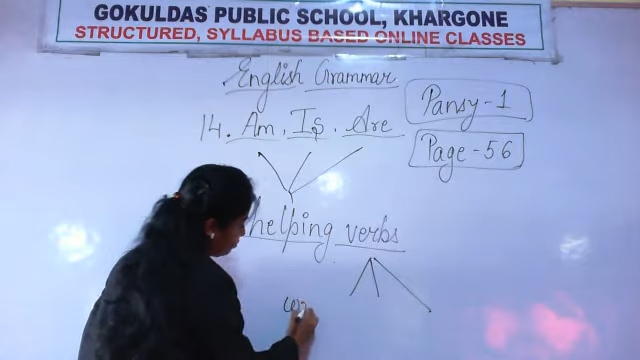 GOKULDAS PUBLIC SCHOOL, KHARGONE
STRUCTURED, SYLLABUS BASED ONLINE CLASSES
English Grammar
Pansy-1
14. Am, Is, Are
Page-56
helping verbs